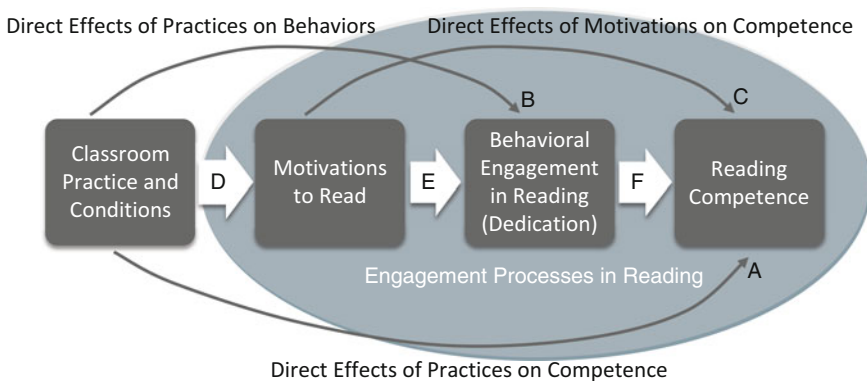 Direct Effects of Practices on Behaviors
Direct Effects of Motivations on Competence
B
C
Classroom
Practice and
Conditions
D
Motivations
to Read
E
Behavioral
Engagement
in Reading
(Dedication)
F
Reading
Competence
Engagement Processes in Reading
A
Direct Effects of Practices on Competence